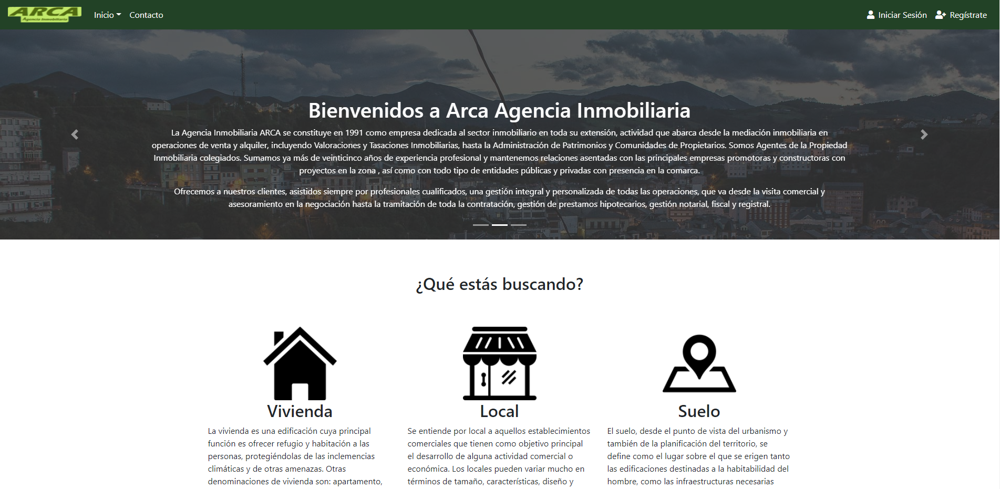 ARCA
Agencia Inmobiliaria
Inicio
Contacto
Iniciar Sesión
Regístrate
Bienvenidos a Arca Agencia Inmobiliaria
La Agencia Inmobiliaria ARCA se constituye en 1991 como empresa dedicada al sector inmobiliario en toda su extensión, actividad que abarca desde la mediación inmobiliaria en
operaciones de venta y alquiler, incluyendo Valoraciones y Tasaciones Inmobiliarias, hasta la Administración de Patrimonios y Comunidades de Propietarios. Somos Agentes de la Propiedad
Inmobiliaria colegiados. Sumamos ya más de veinticinco años de experiencia profesional y mantenemos relaciones asentadas con las principales empresas promotoras y constructoras con
proyectos en la zona , así como con todo tipo de entidades públicas y privadas con presencia en la comarca.
Ofrecemos a nuestros clientes, asistidos siempre por profesionales cualificados, una gestión integral y personalizada de todas las operaciones, que va desde la visita comercial y
asesoramiento en la negociación hasta la tramitación de toda la contratación, gestión de prestamos hipotecarios, gestión notarial, fiscal y registral.
¿Qué estás buscando?
Vivienda
La vivienda es una edificación cuya principal
función es ofrecer refugio y habitación a las
personas, protegiéndolas de las inclemencias
climáticas y de otras amenazas. Otras
denominaciones de vivienda son: apartamento,
Local
Se entiende por local a aquellos establecimientos
comerciales que tienen como objetivo principal
el desarrollo de alguna actividad comercial o
económica. Los locales pueden variar mucho en
términos de tamaño, características, diseño y
Suelo
El suelo, desde el punto de vista del urbanismo y
también de la planificación del territorio, se
define como el lugar sobre el que se erigen tanto
las edificaciones destinadas a la habitabilidad del
hombre, como las infraestructuras necesarias